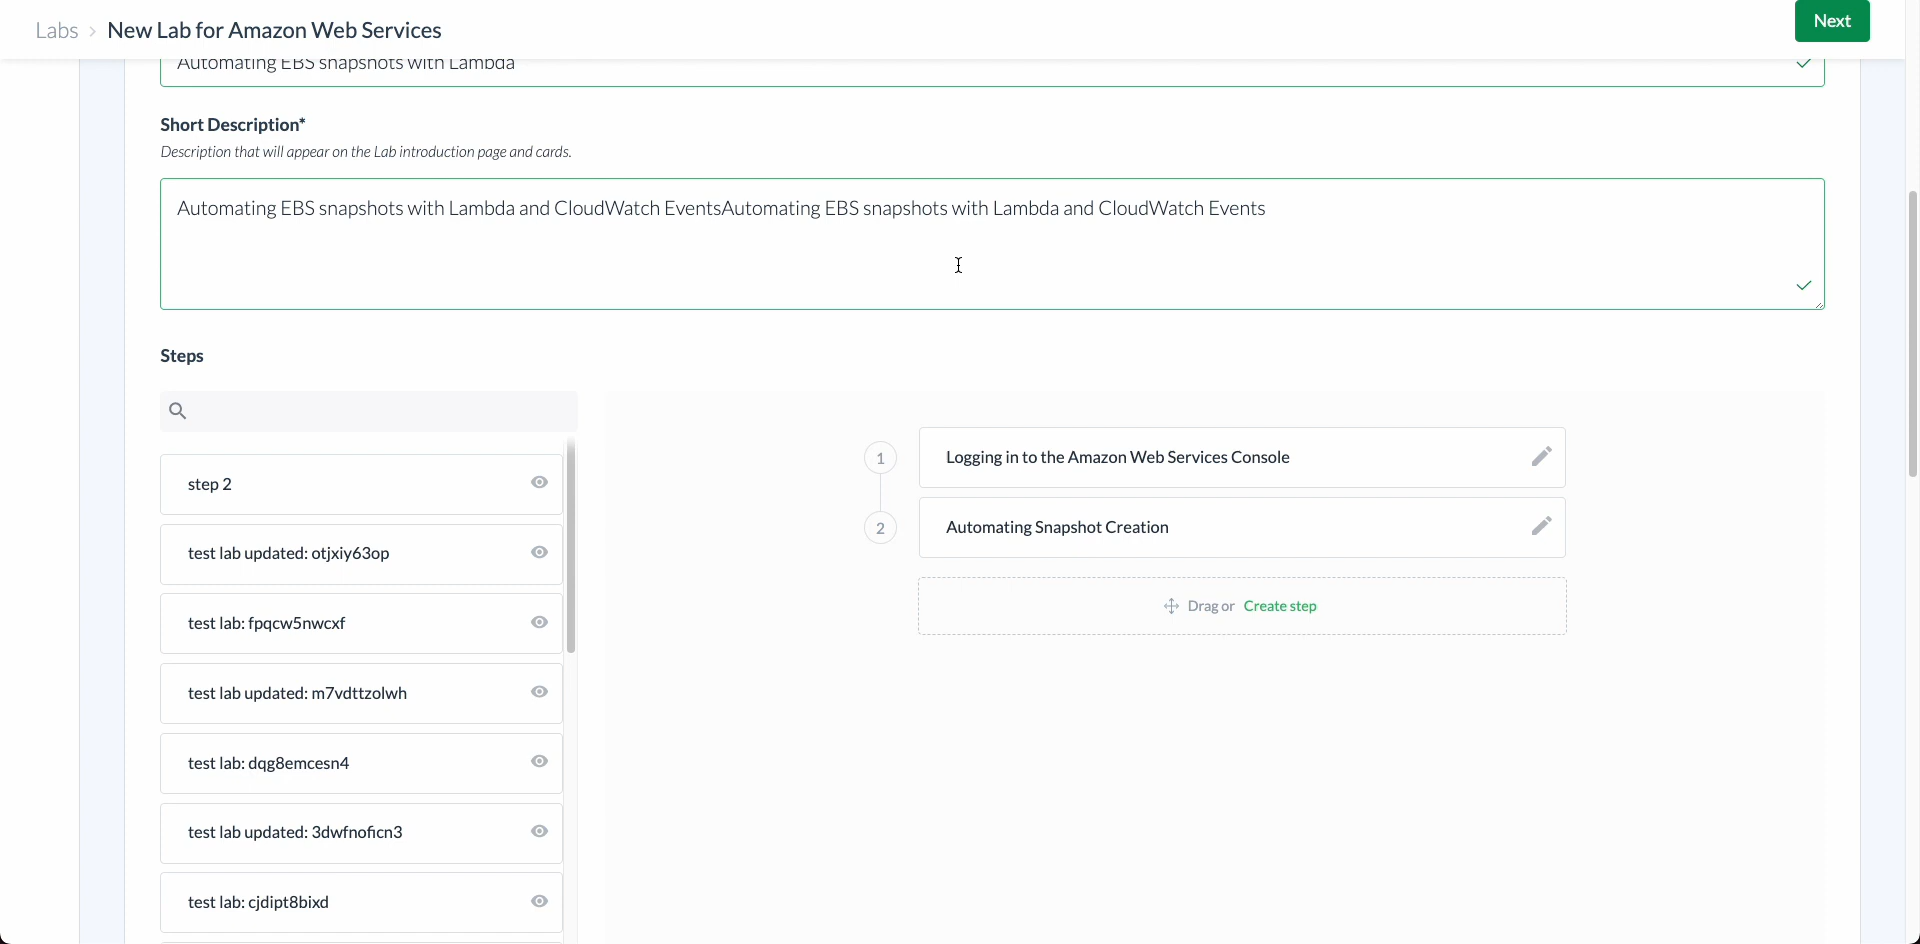 Labs > New Lab for Amazon Web Services
Next
Automating EBS snapshots with Lambda
Short Description*
Description that will appear on the Lab introduction page and cards.
Automating EBS snapshots with Lambda and CloudWatch EventsAutomating EBS snapshots with Lambda and CloudWatch Events
Steps
step 2
test lab updated: otjxiy63op
test lab: fpqcw5nwcxf
test lab updated: m7vdttzolwh
test lab: dqg8emcesn4
test lab updated: 3dwfnoficn3
test lab: cjdipt8bixd
1
Logging in to the Amazon Web Services Console
2
Automating Snapshot Creation
Drag or Create step